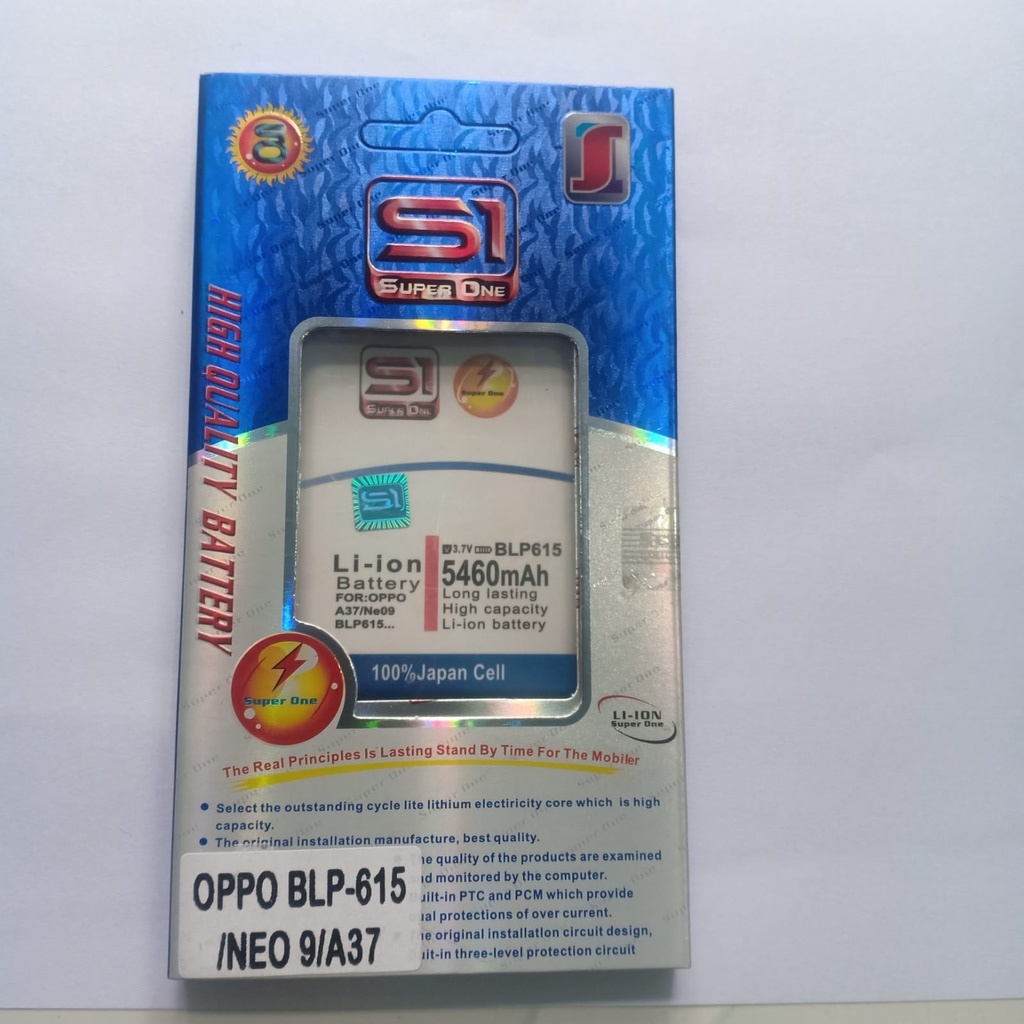 S1
SUPER ONE
HIGH QUALITY BATTERY
S1
SUPER ONE
Super One
S1
Li-ion
Battery
FOR:OPPO
A37/Ne09
BLP615...
3.7V BLP615
5460mAh
Long lasting
High capacity
Li-ion battery
100%Japan Cell
Super One
LI-ION
Super One
The Real Principles Is Lasting Stand By Time For The Mobiler
• Select the outstanding cycle lite lithium electiricity core which is high
capacity.
• The original installation manufacture, best quality.
The quality of the products are examined
and monitored by the computer.
built-in PTC and PCM which provide
protections of over current.
The original installation circuit design,
three-level protection circuit
OPPO BLP-615
/NEO 9/A37